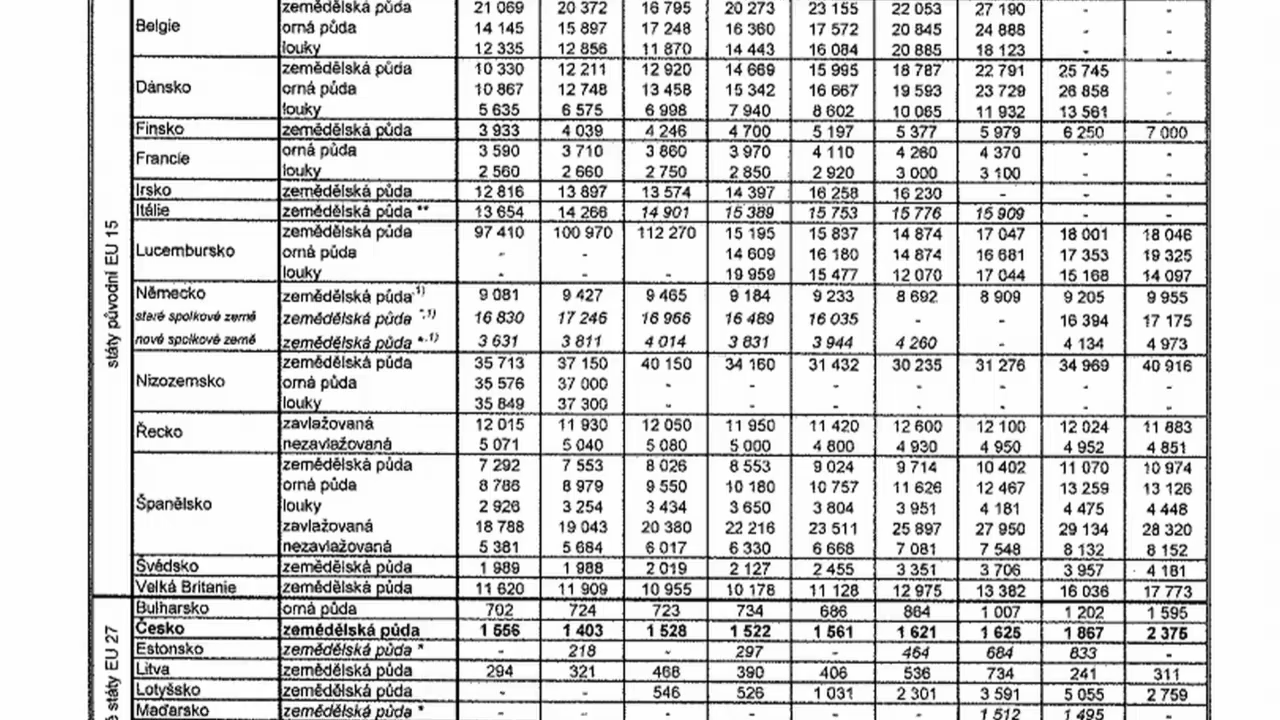 zemědělská půda 21 069 20 372 16 795 20 273 23 155 22 053 27 190 - -
Belgie orná půda 14 145 15 897 17 248 16 360 17 572 20 845 24 888 - -
louky 12 335 12 856 11 870 14 443 16 084 20 885 18 123 - -
zemědělská půda 10 330 12 211 12 920 14 669 15 995 18 787 22 791 25 745 -
Dánsko orná půda 10 867 12 748 13 458 15 342 16 667 19 593 23 729 26 858 -
louky 5 635 6 575 6 998 7 940 8 602 10 065 11 932 13 561 -
Finsko zemědělská půda 3 933 4 039 4 246 4 700 5 197 5 377 5 979 6 250 7 000
Francie orná půda 3 590 3 710 3 860 3 970 4 110 4 260 4 370 - -
louky 2 560 2 660 2 750 2 850 2 920 3 000 3 100 - -
Irsko zemědělská půda 12 816 13 897 13 574 14 397 16 258 16 230 - - -
Itálie zemědělská půda ** 13 654 14 266 14 901 15 389 15 753 15 776 15 909 - -
státy původní EU 15
zemědělská půda 97 410 100 970 112 270 15 195 15 837 14 874 17 047 18 001 18 046
Lucembursko orná půda - - - 14 609 16 180 14 874 16 681 17 353 19 325
louky - - - 19 959 15 477 12 070 17 044 15 168 14 097
Německo zemědělská půda 1) 9 081 9 427 9 465 9 184 9 233 8 692 8 909 9 205 9 955
staré spolkové země zemědělská půda *,1) 16 830 17 246 16 966 16 489 16 035 - - 16 394 17 175
nové spolkové země zemědělská půda *,1) 3 631 3 811 4 014 3 831 3 944 4 260 - 4 134 4 973
zemědělská půda 35 713 37 150 40 150 34 160 31 432 30 235 31 276 34 969 40 916
Nizozemsko orná půda 35 576 37 000 - - - - - - -
louky 35 849 37 300 - - - - - - -
Řecko zavlažovaná 12 015 11 930 12 050 11 950 11 420 12 600 12 100 12 024 11 883
nezavlažovaná 5 071 5 040 5 080 5 000 4 800 4 930 4 950 4 952 4 851
zemědělská půda 7 292 7 553 8 026 8 553 9 024 9 714 10 402 11 070 10 974
orná půda 8 786 8 979 9 550 10 180 10 757 11 626 12 467 13 259 13 126
Španělsko louky 2 926 3 254 3 434 3 650 3 804 3 951 4 181 4 475 4 448
zavlažovaná 18 788 19 043 20 380 22 216 23 511 25 897 27 950 29 134 28 320
nezavlažovaná 5 381 5 684 6 017 6 330 6 668 7 081 7 548 8 132 8 152
Švédsko zemědělská půda 1 989 1 988 2 019 2 127 2 455 3 351 3 706 3 957 4 181
Velká Britanie zemědělská půda 11 620 11 909 10 955 10 178 11 128 12 975 13 382 16 036 17 773
Bulharsko orná půda 702 724 723 734 686 864 1 007 1 202 1 595
Česko zemědělská půda 1 556 1 403 1 528 1 522 1 561 1 621 1 625 1 867 2 375
Estonsko zemědělská půda * - 218 - 297 - 464 684 833 -
státy EU 27
Litva zemědělská půda 294 321 468 390 406 536 734 241 311
Lotyšsko zemědělská půda - - 546 526 1 031 2 301 3 591 5 055 2 759
Maďarsko zemědělská půda * - - - - - - 1 512 1 495 -